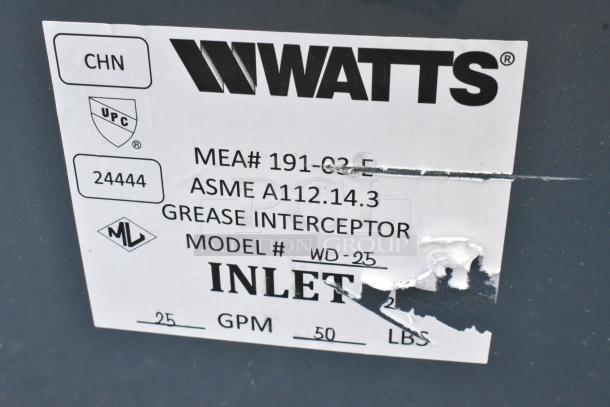 CHN
WATTS®
UPC
®
MEA# 191-03-E
24444
ASME A112.14.3
GREASE INTERCEPTOR
ML
MODEL # WD-25
INLET
25 GPM 50 LBS